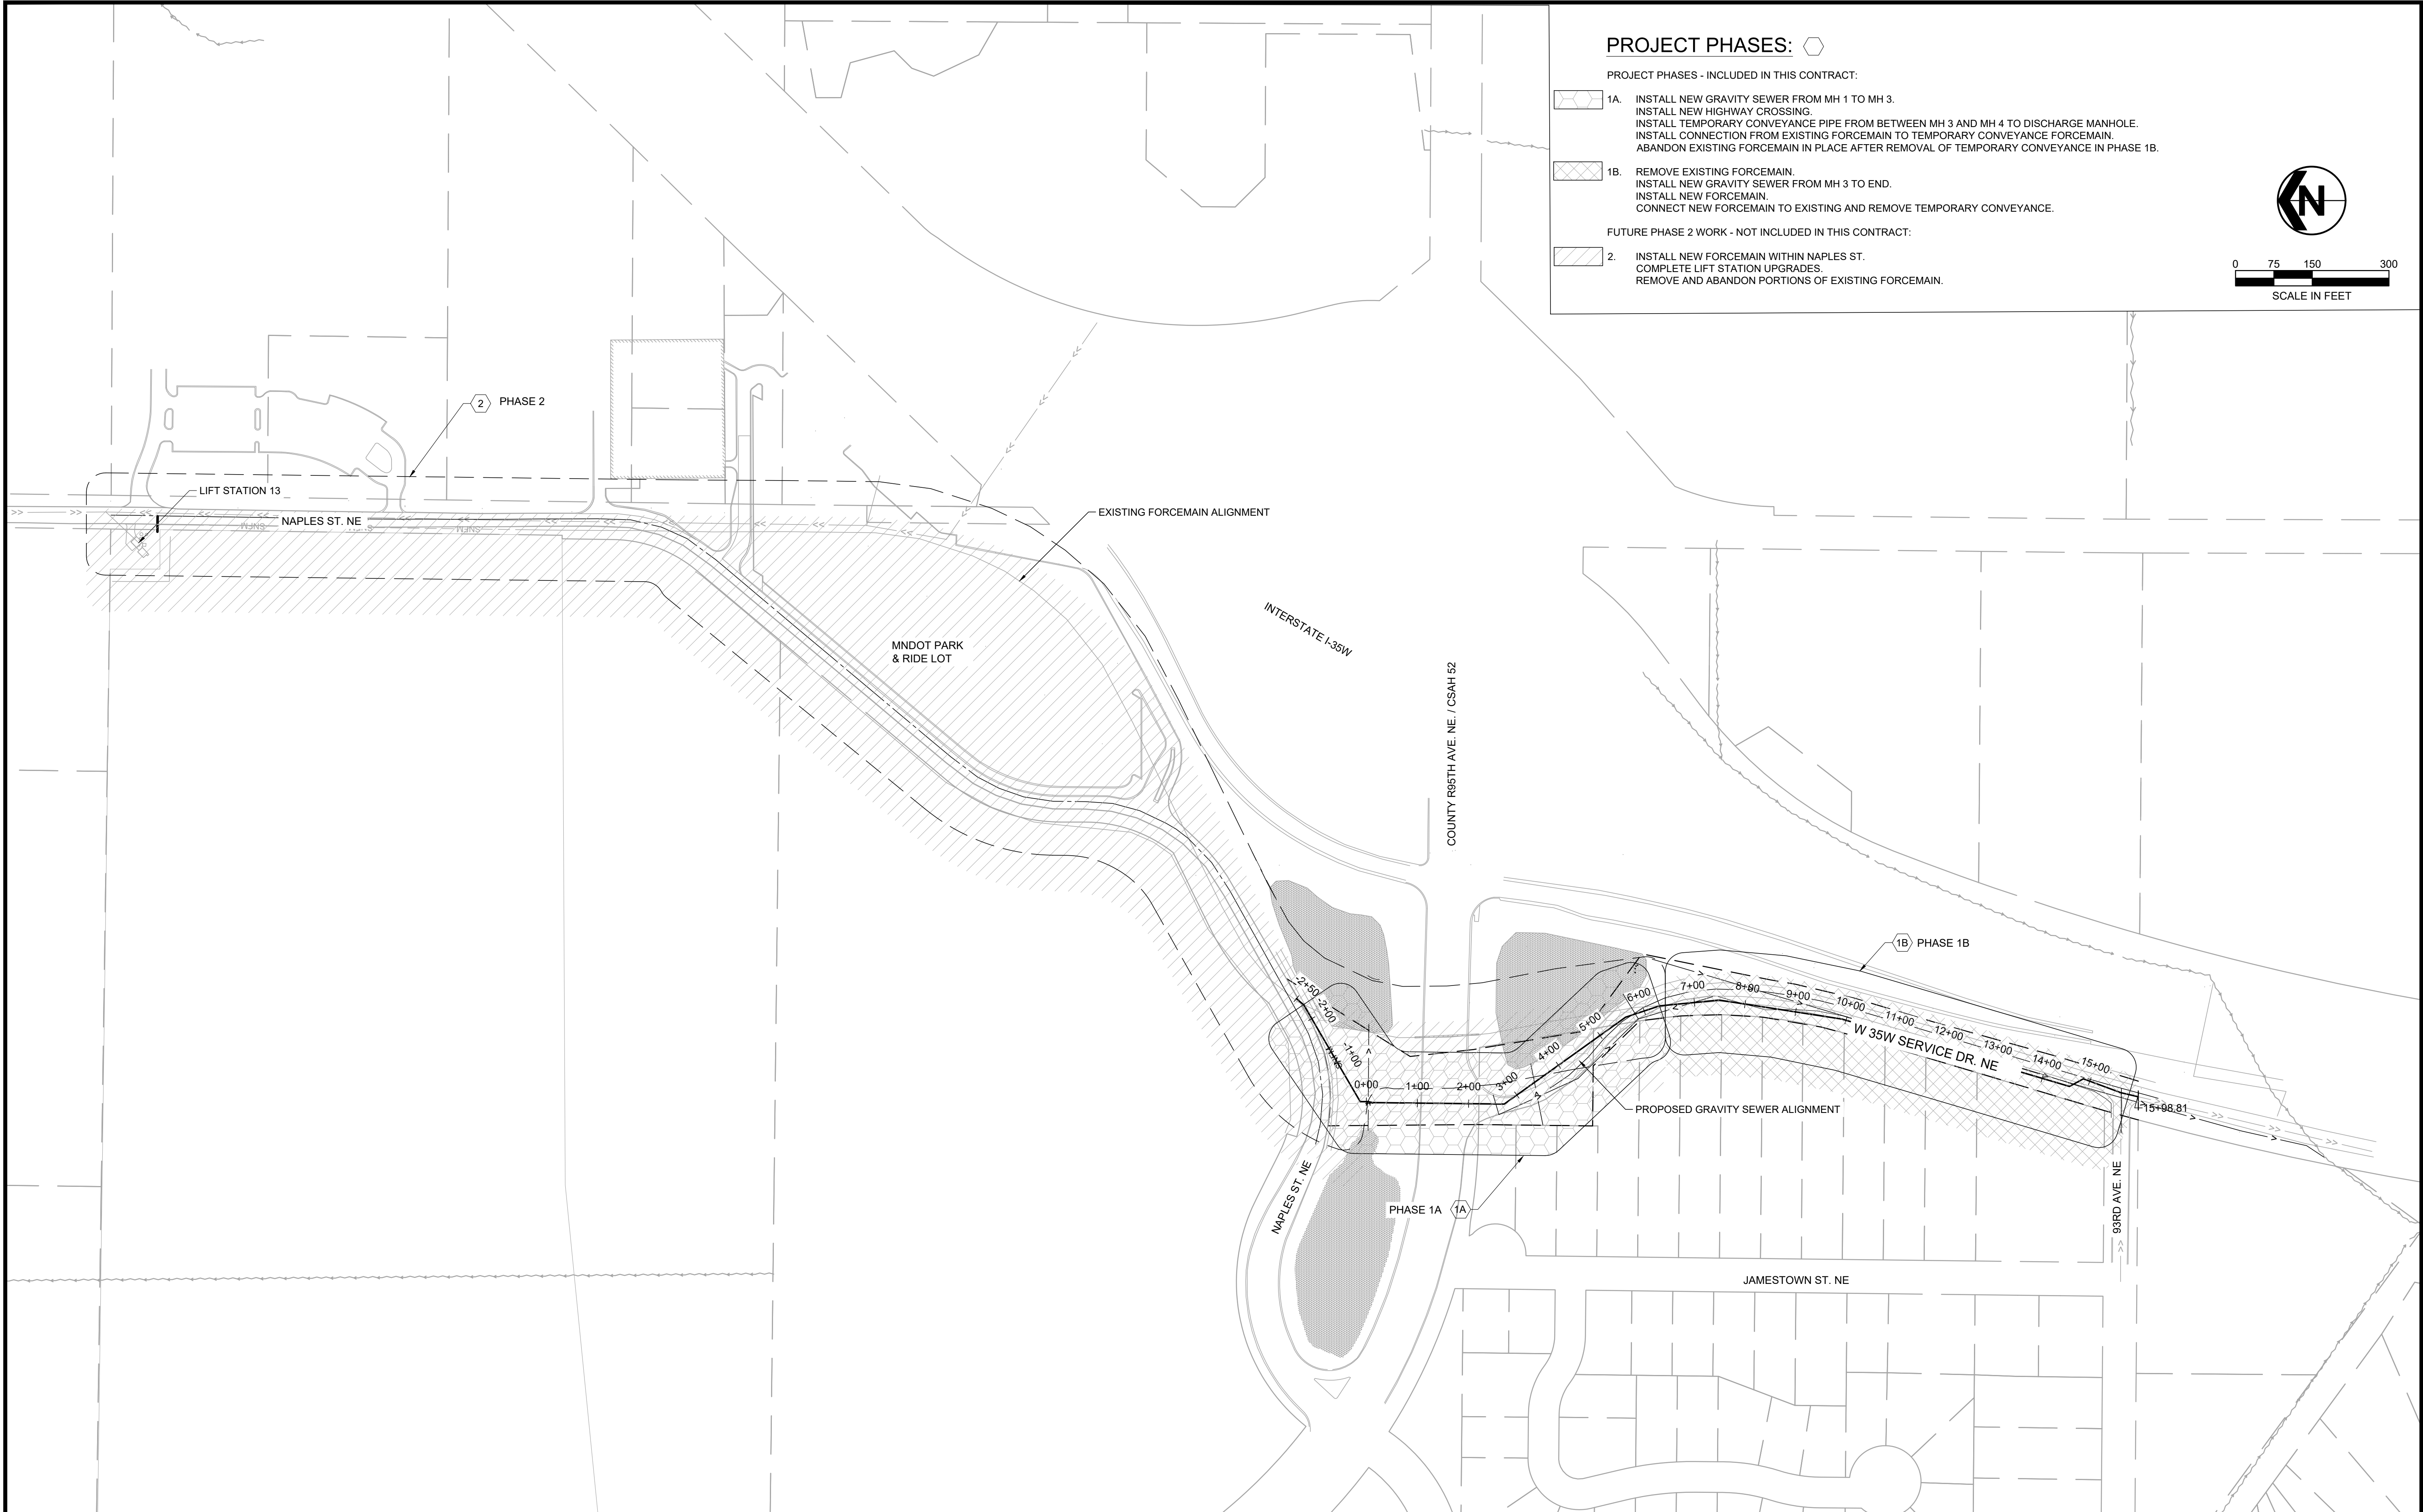 PROJECT PHASES:
PROJECT PHASES - INCLUDED IN THIS CONTRACT:
1A. INSTALL NEW GRAVITY SEWER FROM MH 1 TO MH 3.
INSTALL NEW HIGHWAY CROSSING.
INSTALL TEMPORARY CONVEYANCE PIPE FROM BETWEEN MH 3 AND MH 4 TO DISCHARGE MANHOLE.
INSTALL CONNECTION FROM EXISTING FORCEMAIN TO TEMPORARY CONVEYANCE FORCEMAIN.
ABANDON EXISTING FORCEMAIN IN PLACE AFTER REMOVAL OF TEMPORARY CONVEYANCE IN PHASE 1B.
1B. REMOVE EXISTING FORCEMAIN.
INSTALL NEW GRAVITY SEWER FROM MH 3 TO END.
INSTALL NEW FORCEMAIN.
CONNECT NEW FORCEMAIN TO EXISTING AND REMOVE TEMPORARY CONVEYANCE.
FUTURE PHASE 2 WORK - NOT INCLUDED IN THIS CONTRACT:
2. INSTALL NEW FORCEMAIN WITHIN NAPLES ST.
COMPLETE LIFT STATION UPGRADES.
REMOVE AND ABANDON PORTIONS OF EXISTING FORCEMAIN.
N
0 75 150 300
SCALE IN FEET
2 PHASE 2
LIFT STATION 13
NAPLES ST. NE
EXISTING FORCEMAIN ALIGNMENT
INTERSTATE I-35W
MNDOT PARK
& RIDE LOT
COUNTY R95TH AVE. NE. / CSAH 52
1B PHASE 1B
-2+50
-2+00
-1+00
0+00
1+00
2+00
3+00
4+00
5+00
6+00
7+00
8+00
9+00
10+00
11+00
12+00
13+00
14+00
15+00
15+98.81
W 35W SERVICE DR. NE
PROPOSED GRAVITY SEWER ALIGNMENT
PHASE 1A 1A
NAPLES ST. NE
93RD AVE. NE
JAMESTOWN ST. NE